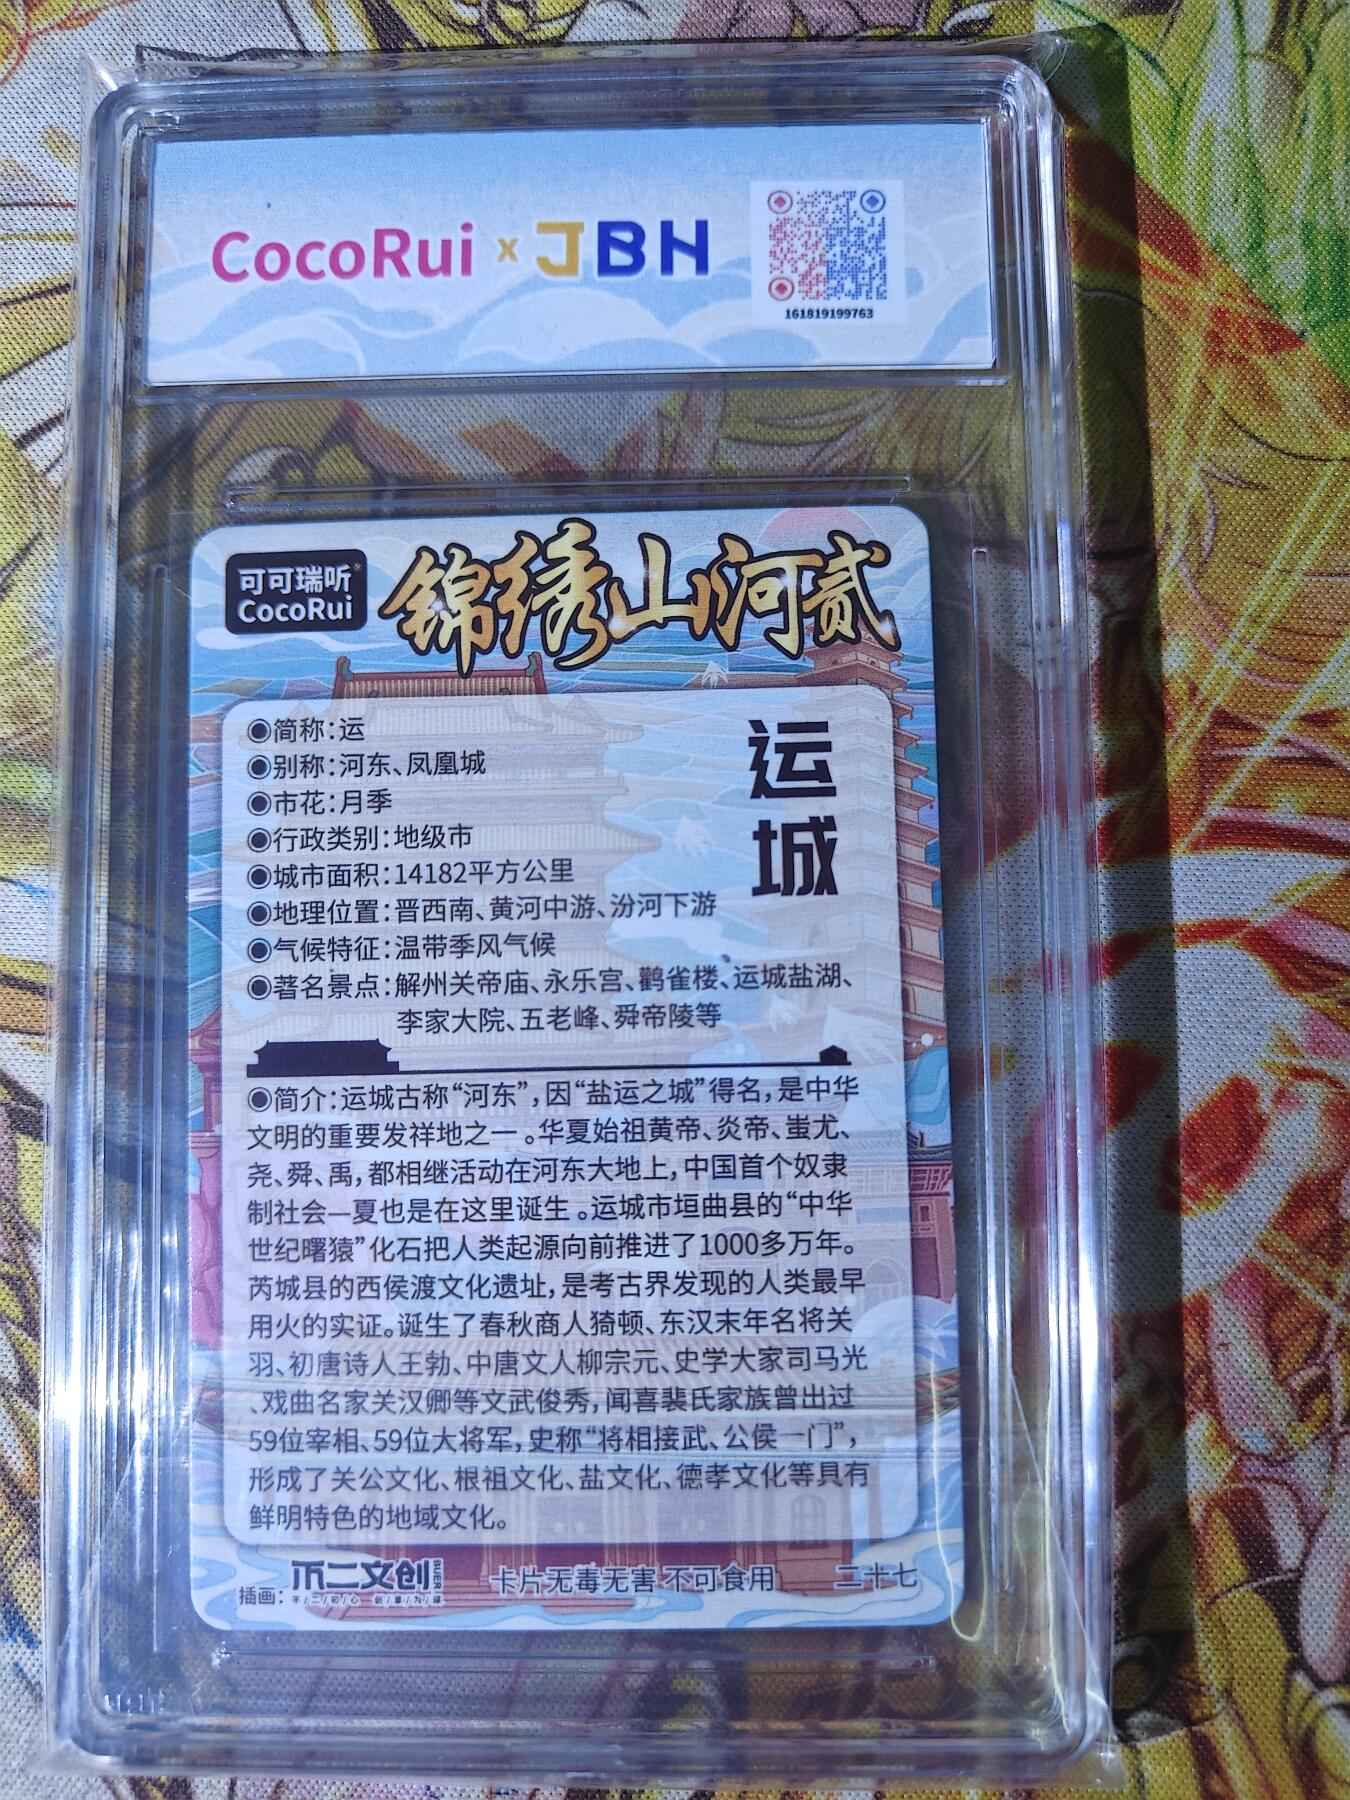 CocoRui x JBH
161819199763
可可瑞听®
CocoRui
锦绣山河贰
运城
◉简称:运
◉别称:河东、凤凰城
◉市花:月季
◉行政类别:地级市
◉城市面积:14182平方公里
◉地理位置:晋西南、黄河中游、汾河下游
◉气候特征:温带季风气候
◉著名景点:解州关帝庙、永乐宫、鹳雀楼、运城盐湖、
李家大院、五老峰、舜帝陵等
◉简介:运城古称“河东”,因“盐运之城”得名,是中华
文明的重要发祥地之一。华夏始祖黄帝、炎帝、蚩尤、
尧、舜、禹,都相继活动在河东大地上,中国首个奴隶
制社会—夏也是在这里诞生。运城市垣曲县的“中华
世纪曙猿”化石把人类起源向前推进了1000多万年。
芮城县的西侯渡文化遗址,是考古界发现的人类最早
用火的实证。诞生了春秋商人猗顿、东汉末年名将关
羽、初唐诗人王勃、中唐文人柳宗元、史学大家司马光
、戏曲名家关汉卿等文武俊秀,闻喜裴氏家族曾出过
59位宰相、59位大将军,史称“将相接武、公侯一门”,
形成了关公文化、根祖文化、盐文化、德孝文化等具有
鲜明特色的地域文化。
插画:不二文创 BUER
卡片无毒无害 不可食用
二十七